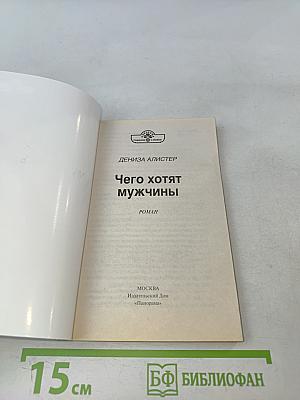 ДЕНИЗА АЛИСТЕР
Чего хотят
мужчины
РОМАН
МОСКВА
Издательский Дом
«Панорама»
15 см
БФ БИБЛИОФАН